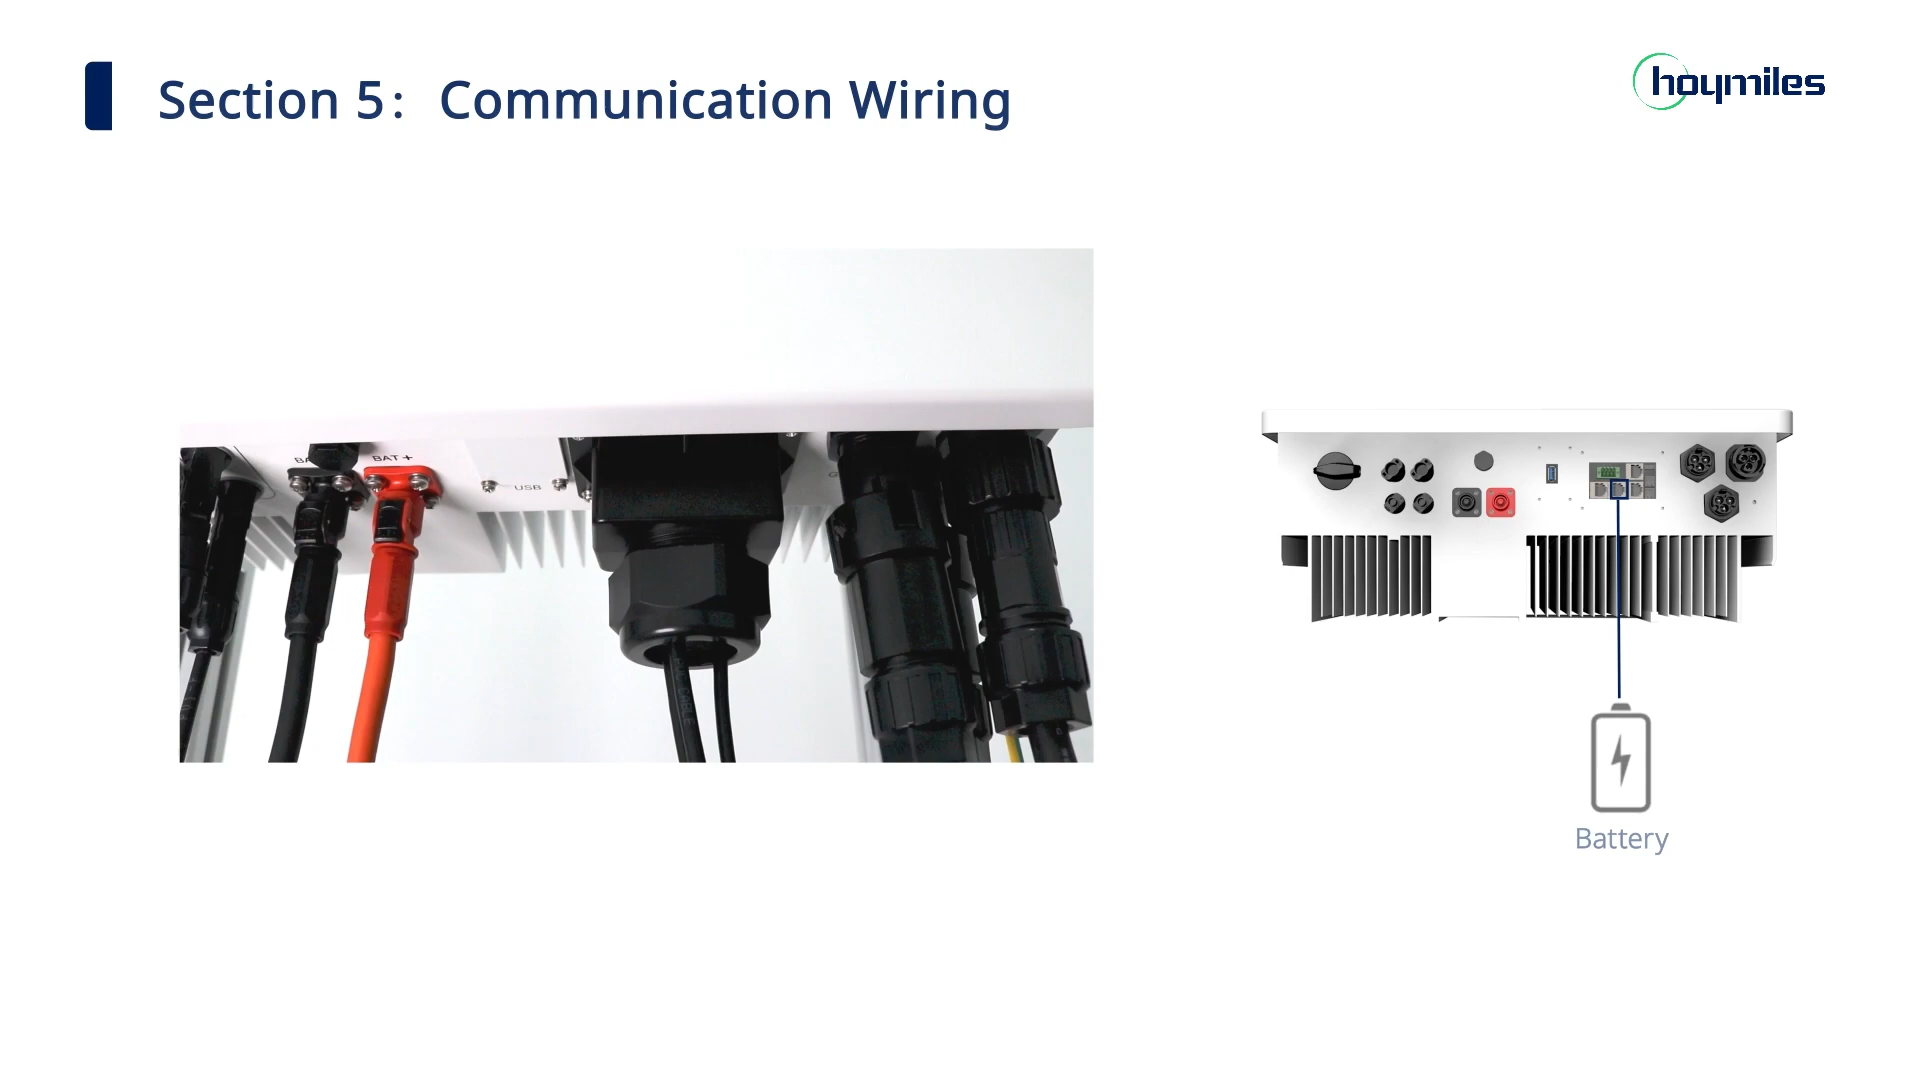 Section 5： Communication Wiring
hoymiles
BAT+
USB
Battery